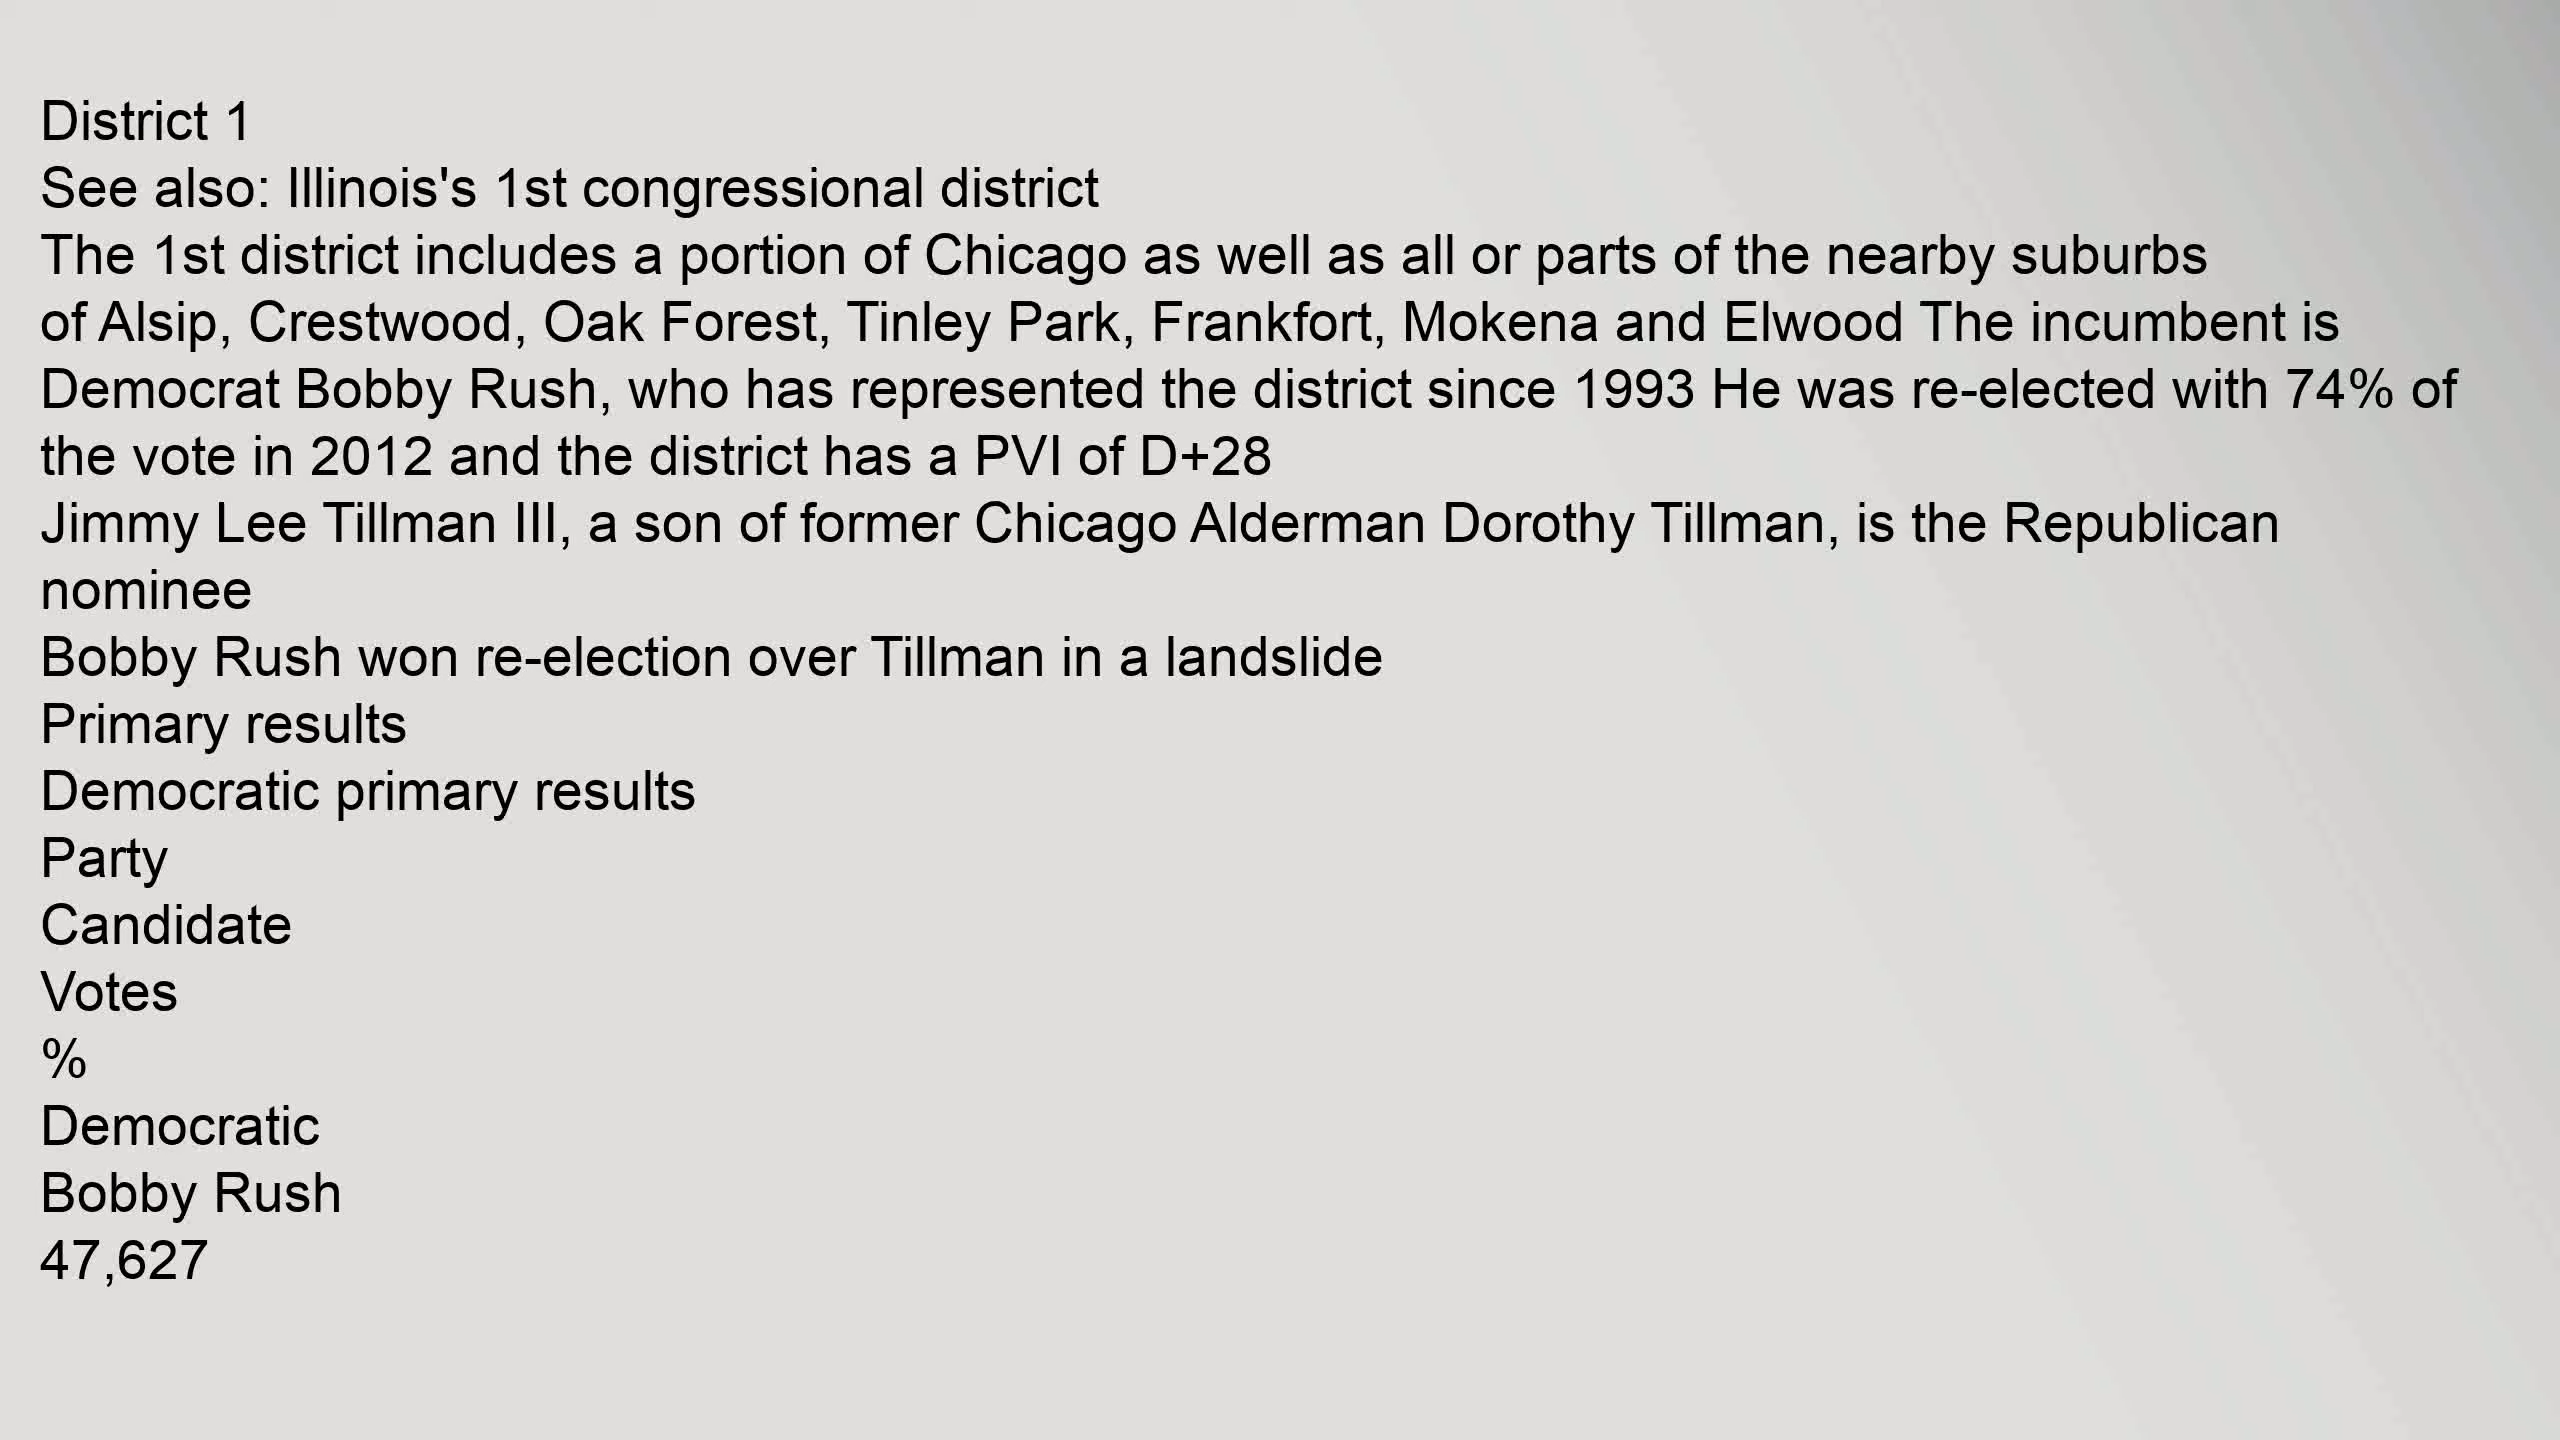 District 1
See also: Illinois's 1st congressional district
The 1st district includes a portion of Chicago as well as all or parts of the nearby suburbs
of Alsip, Crestwood, Oak Forest, Tinley Park, Frankfort, Mokena and Elwood The incumbent is
Democrat Bobby Rush, who has represented the district since 1993 He was re-elected with 74% of
the vote in 2012 and the district has a PVI of D+28
Jimmy Lee Tillman III, a son of former Chicago Alderman Dorothy Tillman, is the Republican
nominee
Bobby Rush won re-election over Tillman in a landslide
Primary results
Democratic primary results
Party
Candidate
Votes
%
Democratic
Bobby Rush
47,627